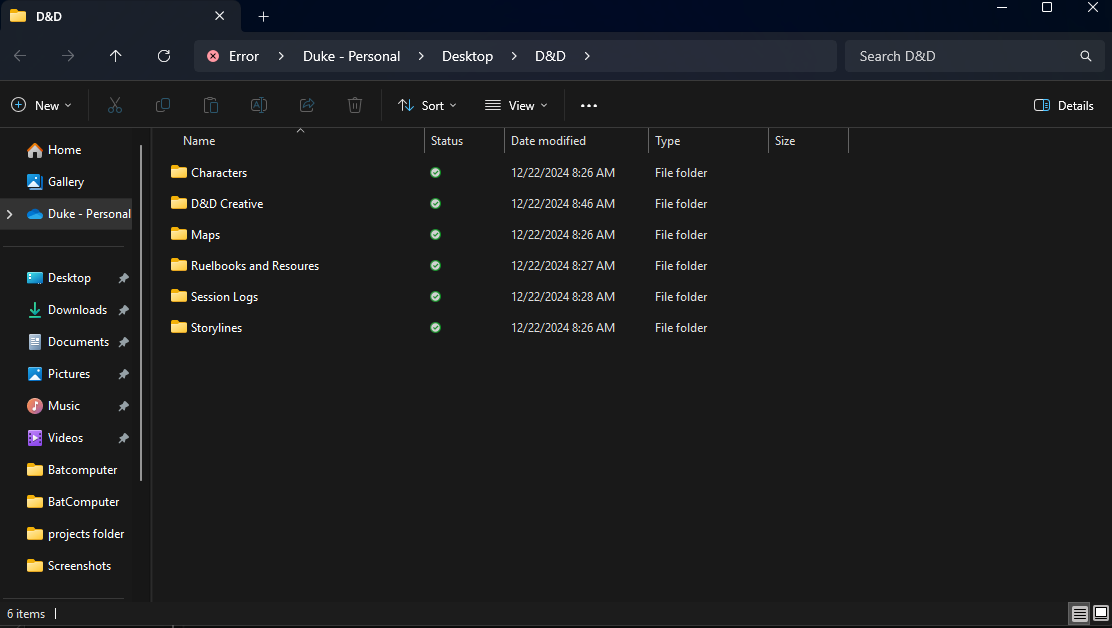 D&D
Error Duke - Personal Desktop D&D Search D&D
New Sort View Details
Name Status Date modified Type Size
Home
Gallery
Duke - Personal
Desktop
Downloads
Documents
Pictures
Music
Videos
Batcomputer
BatComputer
projects folder
Screenshots
Characters 12/22/2024 8:26 AM File folder
D&D Creative 12/22/2024 8:46 AM File folder
Maps 12/22/2024 8:26 AM File folder
Ruelbooks and Resoures 12/22/2024 8:27 AM File folder
Session Logs 12/22/2024 8:28 AM File folder
Storylines 12/22/2024 8:26 AM File folder
6 items